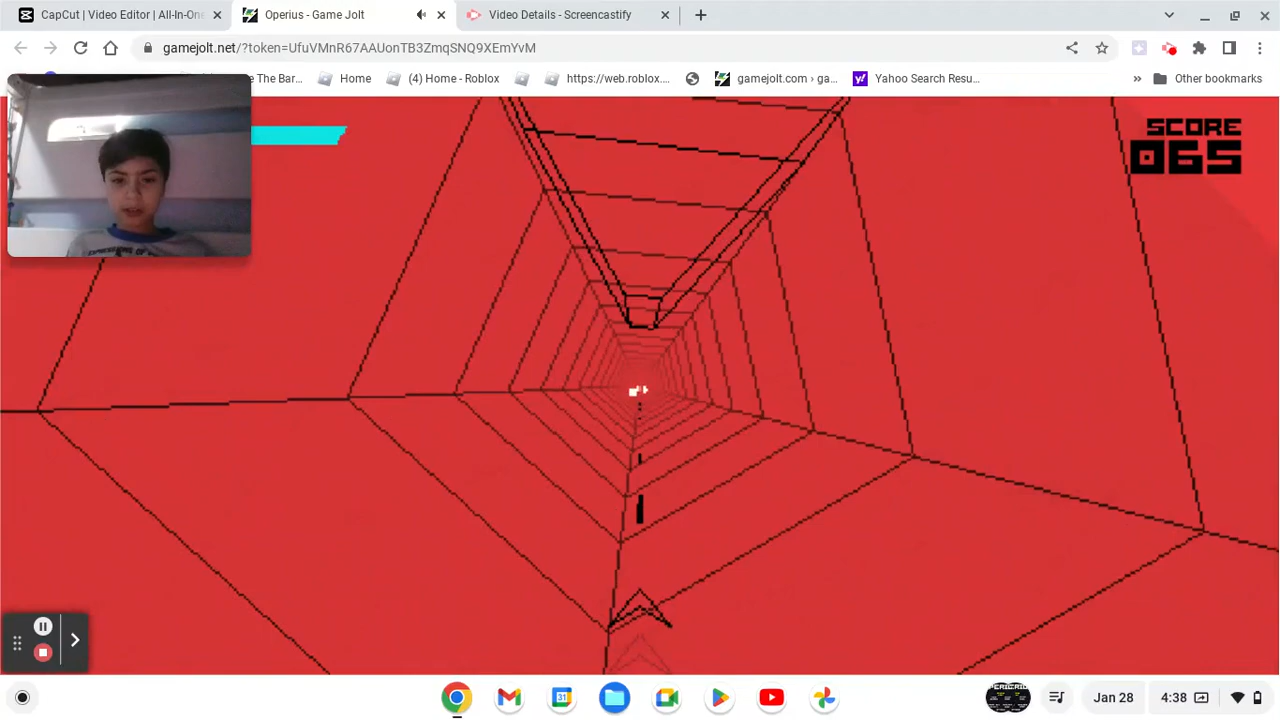 CapCut | Video Editor | All-In-One
Operius - Game Jolt
Video Details - Screencastify
gamejolt.net/?token=UfuVMnR67AAUonTB3ZmqSNQ9XEmYvM
The Bar...
Home
(4) Home - Roblox
https://web.roblox....
gamejolt.com › ga...
Yahoo Search Resu...
»
Other bookmarks
SCORE
065
Jan 28
4:38